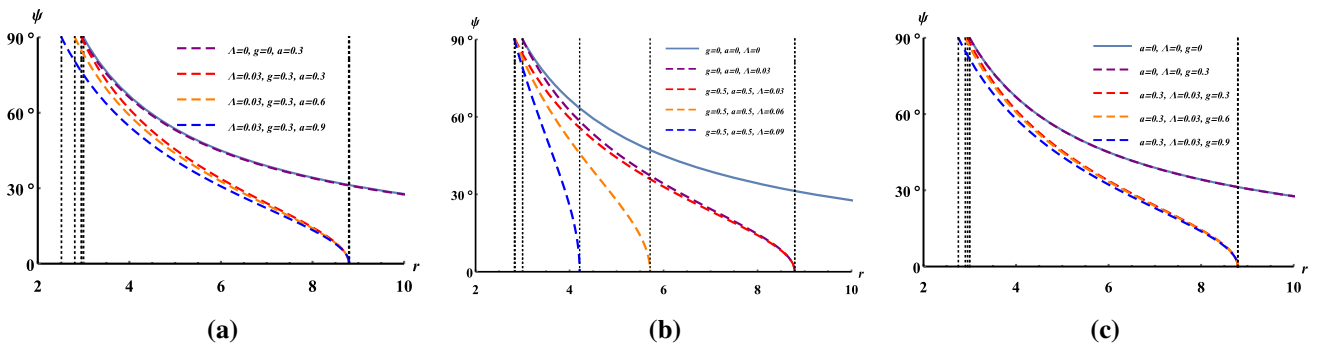 ψ
90 °
60 °
30 °
0
2
4
6
8
10
r
Λ=0, g=0, a=0.3
Λ=0.03, g=0.3, a=0.3
Λ=0.03, g=0.3, a=0.6
Λ=0.03, g=0.3, a=0.9
(a)
ψ
90 °
60 °
30 °
0
2
4
6
8
10
r
g=0, a=0, Λ=0
g=0, a=0, Λ=0.03
g=0.5, a=0.5, Λ=0.03
g=0.5, a=0.5, Λ=0.06
g=0.5, a=0.5, Λ=0.09
(b)
ψ
90 °
60 °
30 °
0
2
4
6
8
10
r
a=0, Λ=0, g=0
a=0, Λ=0, g=0.3
a=0.3, Λ=0.03, g=0.3
a=0.3, Λ=0.03, g=0.6
a=0.3, Λ=0.03, g=0.9
(c)